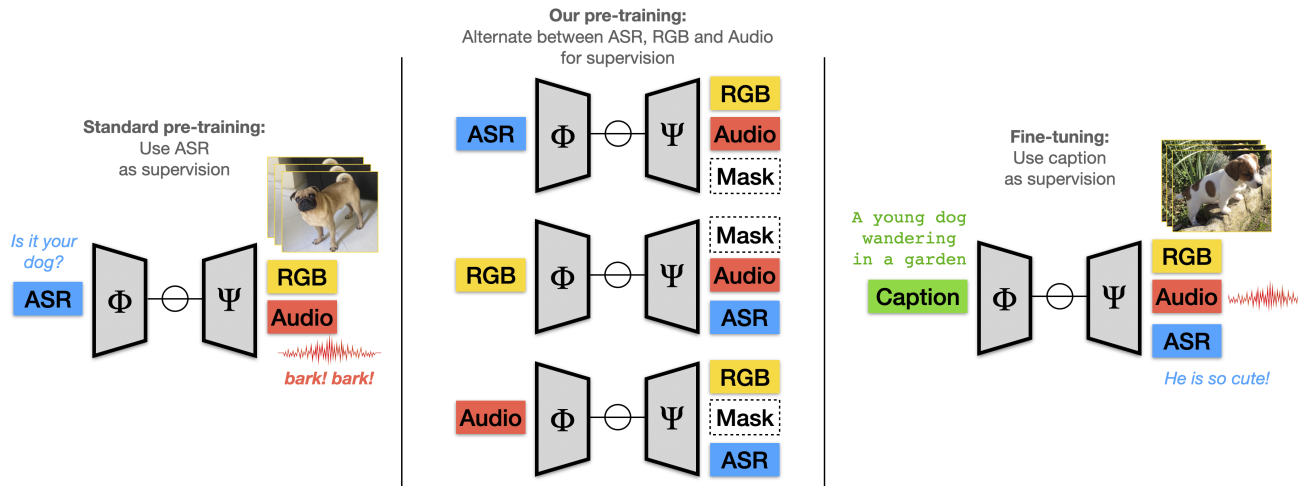 Standard pre-training:
Use ASR
as supervision
Is it your
dog?
ASR
Φ
Ψ
RGB
Audio
bark! bark!
Our pre-training:
Alternate between ASR, RGB and Audio
for supervision
ASR
Φ
Ψ
RGB
Audio
Mask
RGB
Φ
Ψ
Mask
Audio
ASR
Audio
Φ
Ψ
RGB
Mask
ASR
Fine-tuning:
Use caption
as supervision
A young dog
wandering
in a garden
Caption
Φ
Ψ
RGB
Audio
ASR
He is so cute!